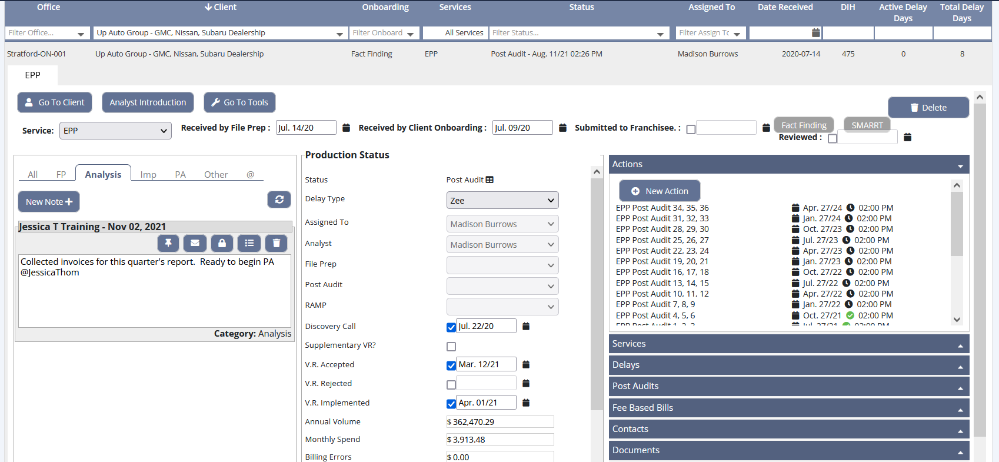 Office Client Onboarding Services Status Assigned To Date Received DIH Active Delay Days Total Delay Days
Filter Office... Up Auto Group - GMC, Nissan, Subaru Dealership Filter Onboard All Services Filter Status... Filter Assign Tc
Stratford-ON-001 Up Auto Group - GMC, Nissan, Subaru Dealership Fact Finding EPP Post Audit - Aug. 11/21 02:26 PM Madison Burrows 2020-07-14 475 0 8
EPP
Go To Client Analyst Introduction Go To Tools Delete
Service: EPP Received by File Prep : Jul. 14/20 Received by Client Onboarding : Jul. 09/20 Submitted to Franchisee. : Fact Finding SMARRT
Reviewed :
All FP Analysis Imp PA Other @
New Note
Jessica T Training - Nov 02, 2021
Collected invoices for this quarter's report. Ready to begin PA
@JessicaThom
Category: Analysis
Production Status
Status Post Audit
Delay Type Zee
Assigned To Madison Burrows
Analyst Madison Burrows
File Prep
Post Audit
RAMP
Discovery Call Jul. 22/20
Supplementary VR?
V.R. Accepted Mar. 12/21
V.R. Rejected
V.R. Implemented Apr. 01/21
Annual Volume $ 362,470.29
Monthly Spend $ 3,913.48
Billing Errors $ 0.00
Actions
New Action
EPP Post Audit 34, 35, 36 Apr. 27/24 02:00 PM
EPP Post Audit 31, 32, 33 Jan. 27/24 02:00 PM
EPP Post Audit 28, 29, 30 Oct. 27/23 02:00 PM
EPP Post Audit 25, 26, 27 Jul. 27/23 02:00 PM
EPP Post Audit 22, 23, 24 Apr. 27/23 02:00 PM
EPP Post Audit 19, 20, 21 Jan. 27/23 02:00 PM
EPP Post Audit 16, 17, 18 Oct. 27/22 02:00 PM
EPP Post Audit 13, 14, 15 Jul. 27/22 02:00 PM
EPP Post Audit 10, 11, 12 Apr. 27/22 02:00 PM
EPP Post Audit 7, 8, 9 Jan. 27/22 02:00 PM
EPP Post Audit 4, 5, 6 Oct. 27/21 02:00 PM
EPP Post Audit 1, 2, 3 Jul. 27/21 02:00 PM
Services
Delays
Post Audits
Fee Based Bills
Contacts
Documents